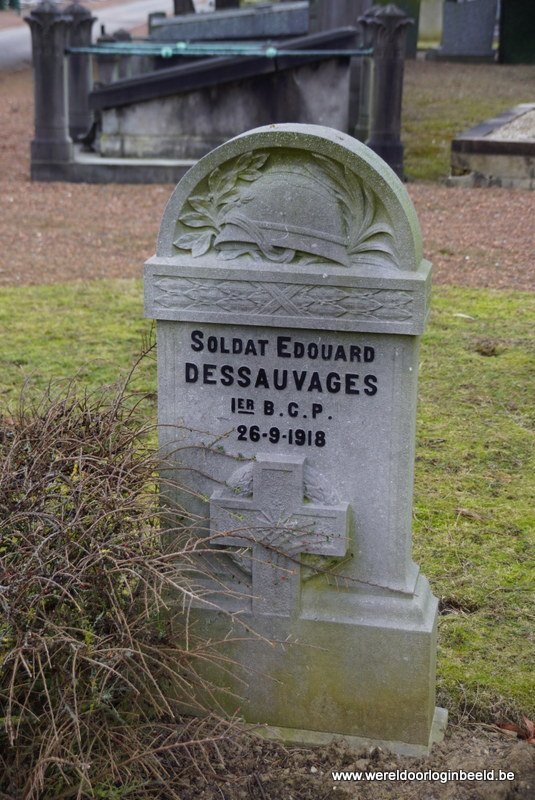 SOLDAT EDOUARD
DESSAUVAGES
1ER B.C.P.
26-9-1918
www.wereldoorloginbeeld.be